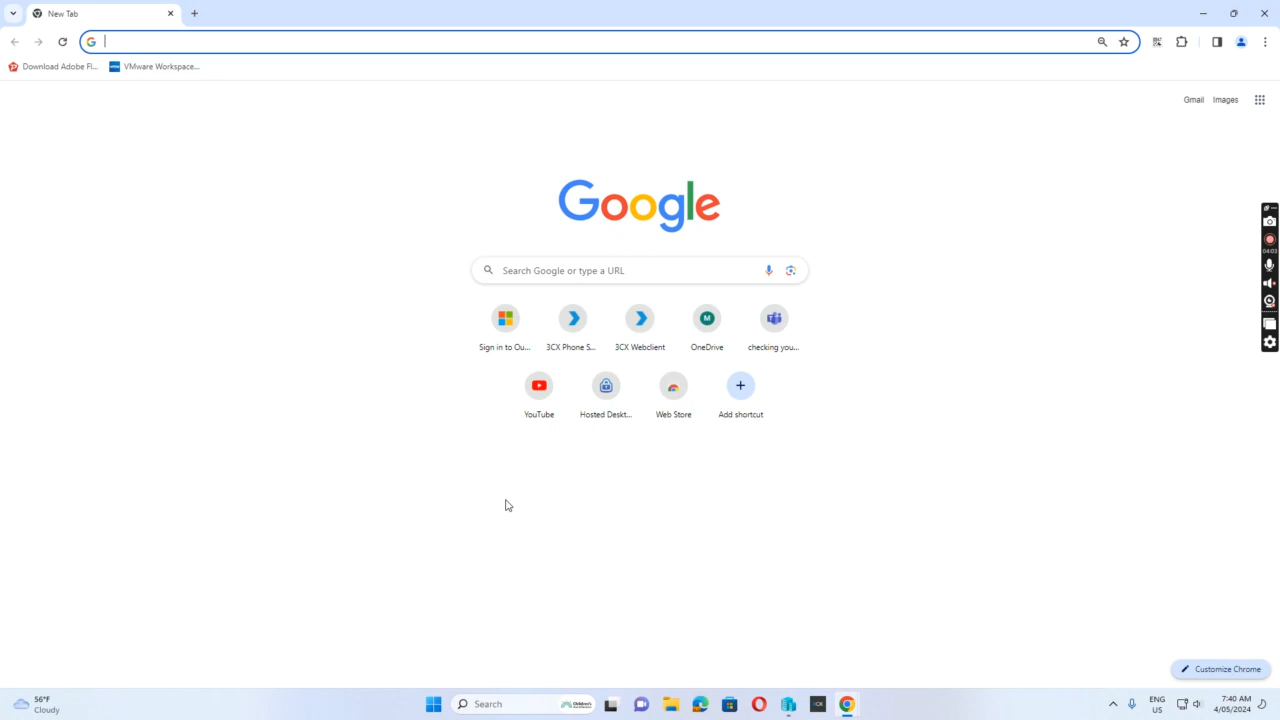 New Tab
Download Adobe Fl...
VMware Workspace...
Gmail Images
Google
Search Google or type a URL
Sign in to Ou...
3CX Phone S...
3CX Webclient
M
OneDrive
checking you...
YouTube
Hosted Deskt...
Web Store
Add shortcut
04:03
Customize Chrome
56°F
Cloudy
Search
ENG
US
7:40 AM
4/05/2024